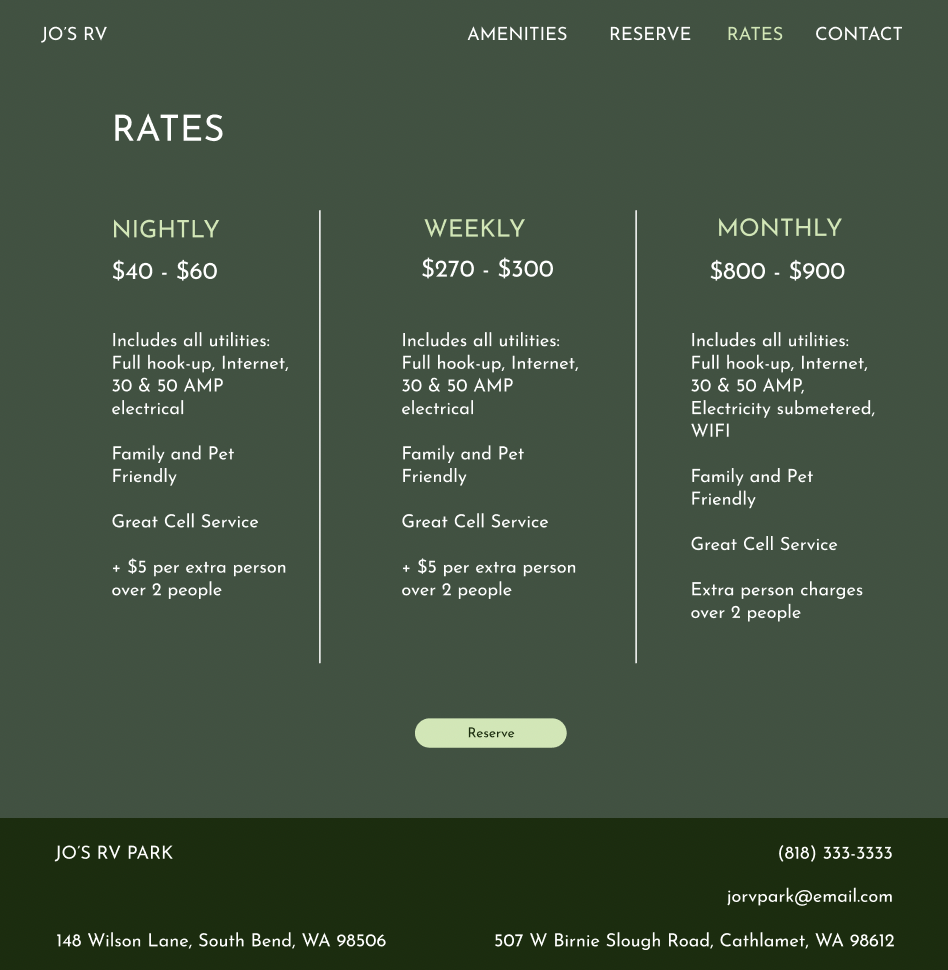 JO'S RV
AMENITIES
RESERVE
RATES
CONTACT
RATES
NIGHTLY
$40 - $60
Includes all utilities:
Full hook-up, Internet,
30 & 50 AMP
electrical
Family and Pet
Friendly
Great Cell Service
+ $5 per extra person
over 2 people
WEEKLY
$270 - $300
Includes all utilities:
Full hook-up, Internet,
30 & 50 AMP
electrical
Family and Pet
Friendly
Great Cell Service
+ $5 per extra person
over 2 people
MONTHLY
$800 - $900
Includes all utilities:
Full hook-up, Internet,
30 & 50 AMP,
Electricity submetered,
WIFI
Family and Pet
Friendly
Great Cell Service
Extra person charges
over 2 people
Reserve
JO'S RV PARK
(818) 333-3333
jorvpark@email.com
148 Wilson Lane, South Bend, WA 98506
507 W Birnie Slough Road, Cathlamet, WA 98612